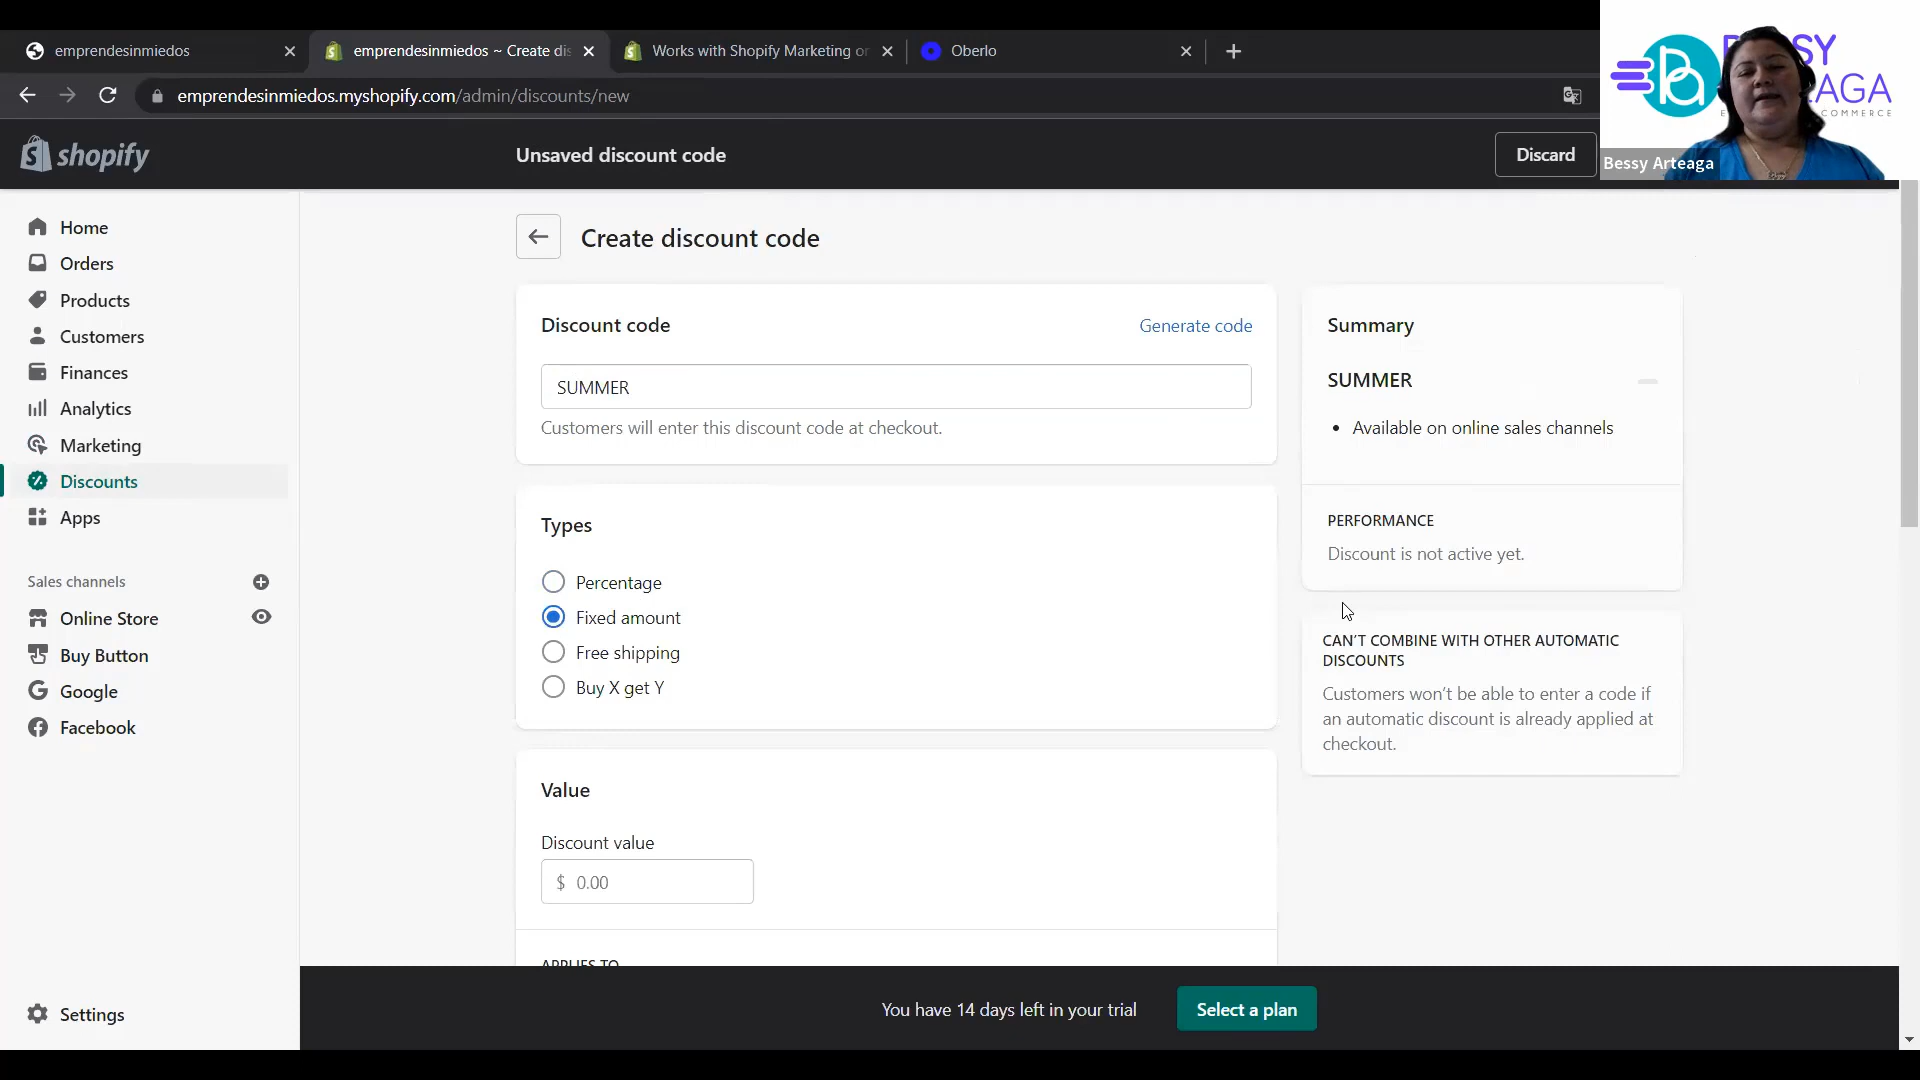 emprendesinmiedos
emprendesinmiedos ~ Create dis
Works with Shopify Marketing or
Oberlo
emprendesinmiedos.myshopify.com/admin/discounts/new
shopify
Unsaved discount code
Discard
Bessy Arteaga
Home
Orders
Products
Customers
Finances
Analytics
Marketing
Discounts
Apps
Sales channels
Online Store
Buy Button
Google
Facebook
Settings
Create discount code
Discount code
Generate code
SUMMER
Customers will enter this discount code at checkout.
Types
Percentage
Fixed amount
Free shipping
Buy X get Y
Value
Discount value
$ 0.00
APPLIES TO
Summary
SUMMER
• Available on online sales channels
PERFORMANCE
Discount is not active yet.
CAN'T COMBINE WITH OTHER AUTOMATIC
DISCOUNTS
Customers won't be able to enter a code if
an automatic discount is already applied at
checkout.
You have 14 days left in your trial
Select a plan